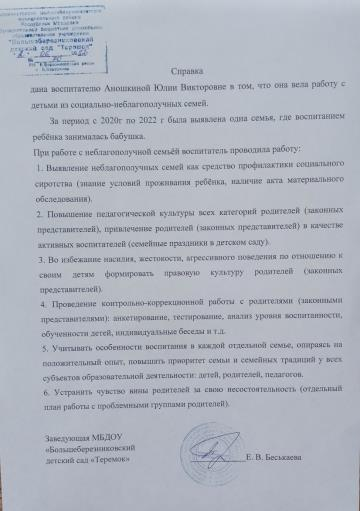 муниципального района
Республики Мордовия
"Большеберезниковский
детский сад "Теремок"
Справка
дана воспитателю Аношкиной Юлии Викторовне в том, что она вела работу с
детьми из социально-неблагополучных семей.
За период с 2020г по 2022 г была выявлена одна семья, где воспитанием
ребёнка занималась бабушка.
При работе с неблагополучной семьёй воспитатель проводила работу:
1. Выявление неблагополучных семей как средство профилактики социального
сиротства (знание условий проживания ребёнка, наличие акта материального
обследования).
2. Повышение педагогической культуры всех категорий родителей (законных
представителей), привлечение родителей (законных представителей) в качестве
активных воспитателей (семейные праздники в детском саду).
3. Во избежание насилия, жестокости, агрессивного поведения по отношению к
своим детям формировать правовую культуру родителей (законных
представителей).
4. Проведение контрольно-коррекционной работы с родителями (законными
представителями): анкетирование, тестирование, анализ уровня воспитанности,
обученности детей, индивидуальные беседы и т.д.
5. Учитывать особенности воспитания в каждой отдельной семье, опираясь на
положительный опыт, повышать приоритет семьи и семейных традиций у всех
субъектов образовательной деятельности: детей, родителей, педагогов.
6. Устранить чувство вины родителей за свою несостоятельность (отдельный
план работы с проблемными группами родителей).
Заведующая МБДОУ
«Большеберезниковский
детский сад «Теремок»
Е. В. Беськаева